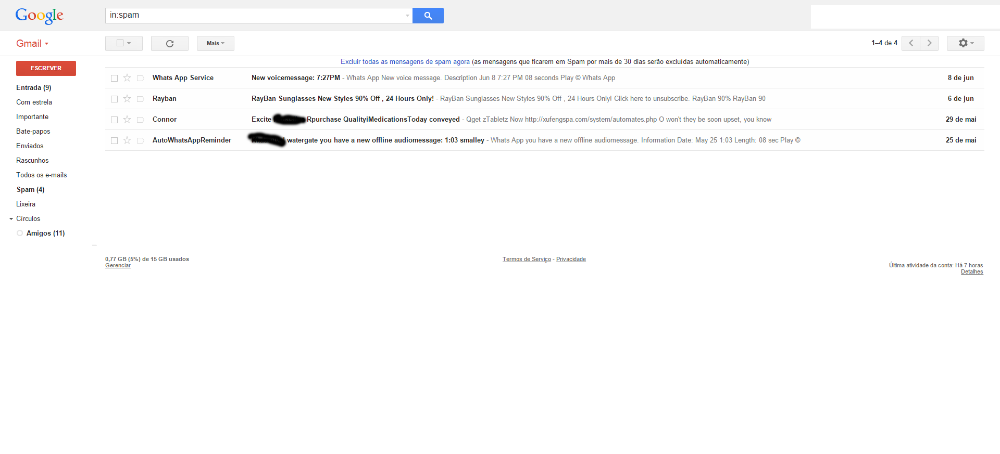 Google
in:spam
Gmail
Mais
1–4 de 4
ESCREVER
Excluir todas as mensagens de spam agora (as mensagens que ficarem em Spam por mais de 30 dias serão excluídas automaticamente)
Whats App Service New voicemessage: 7:27PM - Whats App New voice message. Description Jun 8 7:27 PM 08 seconds Play © Whats App 8 de jun
Rayban RayBan Sunglasses New Styles 90% Off , 24 Hours Only! - RayBan Sunglasses New Styles 90% Off , 24 Hours Only! Click here to unsubscribe. RayBan 90% RayBan 90 6 de jun
Connor Excite Rpurchase QualityiMedicationsToday conveyed - Qget zTabletz Now http://xufengspa.com/system/automates.php O won't they be soon upset, you know 29 de mai
AutoWhatsAppReminder watergate you have a new offline audiomessage: 1:03 smalley - Whats App you have a new offline audiomessage. Information Date: May 25 1:03 Length: 08 sec Play © 25 de mai
Entrada (9)
Com estrela
Importante
Bate-papos
Enviados
Rascunhos
Todos os e-mails
Spam (4)
Lixeira
Círculos
Amigos (11)
0,77 GB (5%) de 15 GB usados
Gerenciar
Termos de Serviço - Privacidade
Última atividade da conta: Há 7 horas
Detalhes